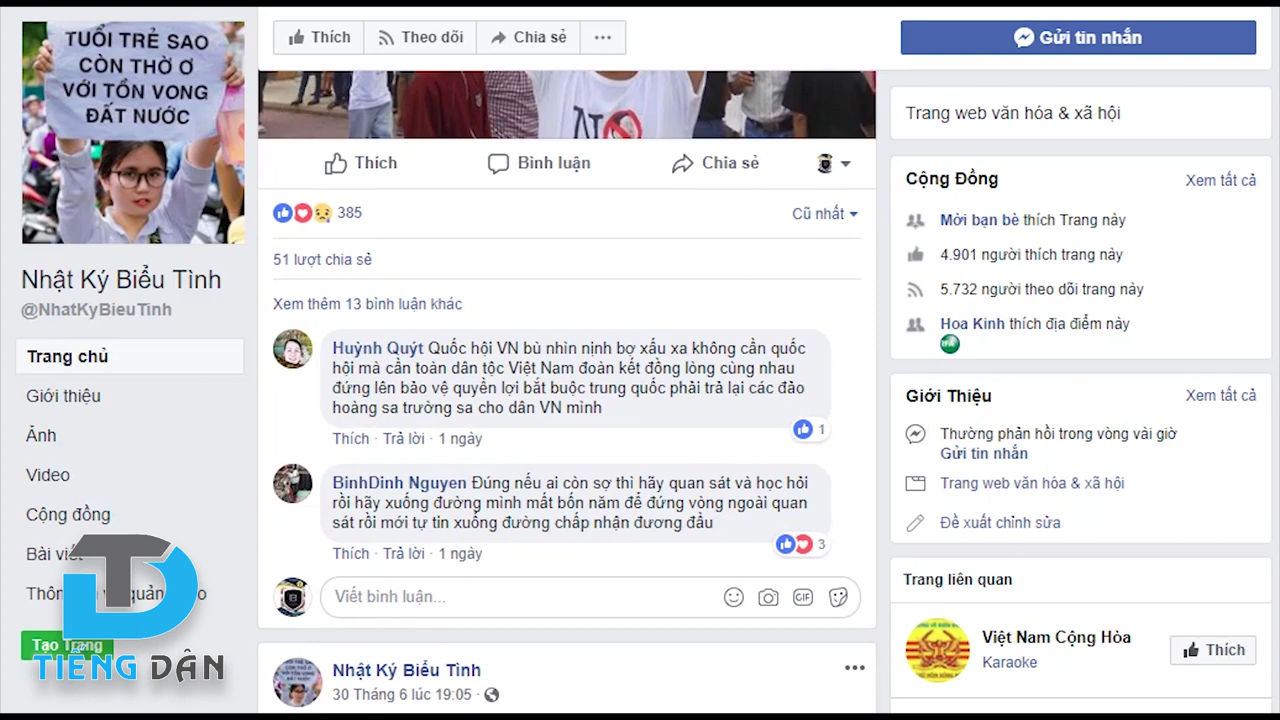 TUỔI TRẺ SAO
CÒN THỜ Ơ
VỚI TỒN VONG
ĐẤT NƯỚC
Nhật Ký Biểu Tình
@NhatKyBieuTinh
Trang chủ
Giới thiệu
Ảnh
Video
Cộng đồng
Bài viết
Tạo Trang
TIẾNG DÂN
Thích
Theo dõi
Chia sẻ
Thích
Bình luận
Chia sẻ
385
Cũ nhất
51 lượt chia sẻ
Xem thêm 13 bình luận khác
Huỳnh Quýt Quốc hội VN bù nhìn nịnh bợ xấu xa không cần quốc
hội mà cần toàn dân tộc Việt Nam đoàn kết đồng lòng cùng nhau
đứng lên bảo vệ quyền lợi bắt buộc trung quốc phải trả lại các đảo
hoàng sa trường sa cho dân VN mình
1
Thích · Trả lời · 1 ngày
BinhDinh Nguyen Đúng nếu ai còn sợ thì hãy quan sát và học hỏi
rồi hãy xuống đường mình mất bốn năm để đứng vòng ngoài quan
sát rồi mới tự tin xuống đường chấp nhận đương đầu
3
Thích · Trả lời · 1 ngày
Viết bình luận...
GIF
Nhật Ký Biểu Tình
30 Tháng 6 lúc 19:05 ·
Gửi tin nhắn
Trang web văn hóa & xã hội
Cộng Đồng
Xem tất cả
Mời bạn bè thích Trang này
4.901 người thích trang này
5.732 người theo dõi trang này
Hoa Kinh thích địa điểm này
Giới Thiệu
Xem tất cả
Thường phản hồi trong vòng vài giờ
Gửi tin nhắn
Trang web văn hóa & xã hội
Đề xuất chỉnh sửa
Trang liên quan
Việt Nam Cộng Hòa
Karaoke
Thích